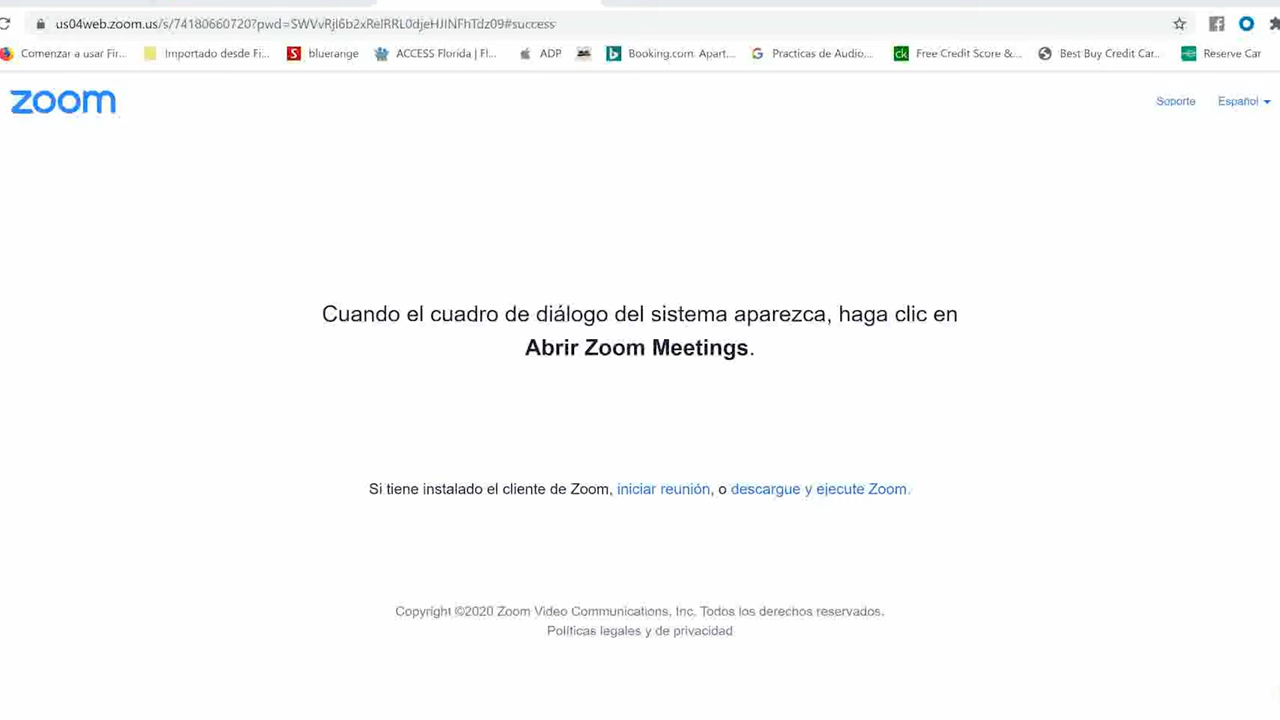 us04web.zoom.us/s/74180660720?pwd=SWVvRjI6b2xRelRRL0djeHJINFhTdz09#success
Comenzar a usar Fir... Importado desde Fi... S bluerange ACCESS Florida | Fl... ADP Booking.com: Apart... Practicas de Audio... ck Free Credit Score &... Best Buy Credit Car... Reserve Car
zoom
Soporte Español
Cuando el cuadro de diálogo del sistema aparezca, haga clic en
Abrir Zoom Meetings.
Si tiene instalado el cliente de Zoom, iniciar reunión, o descargue y ejecute Zoom.
Copyright ©2020 Zoom Video Communications, Inc. Todos los derechos reservados.
Políticas legales y de privacidad